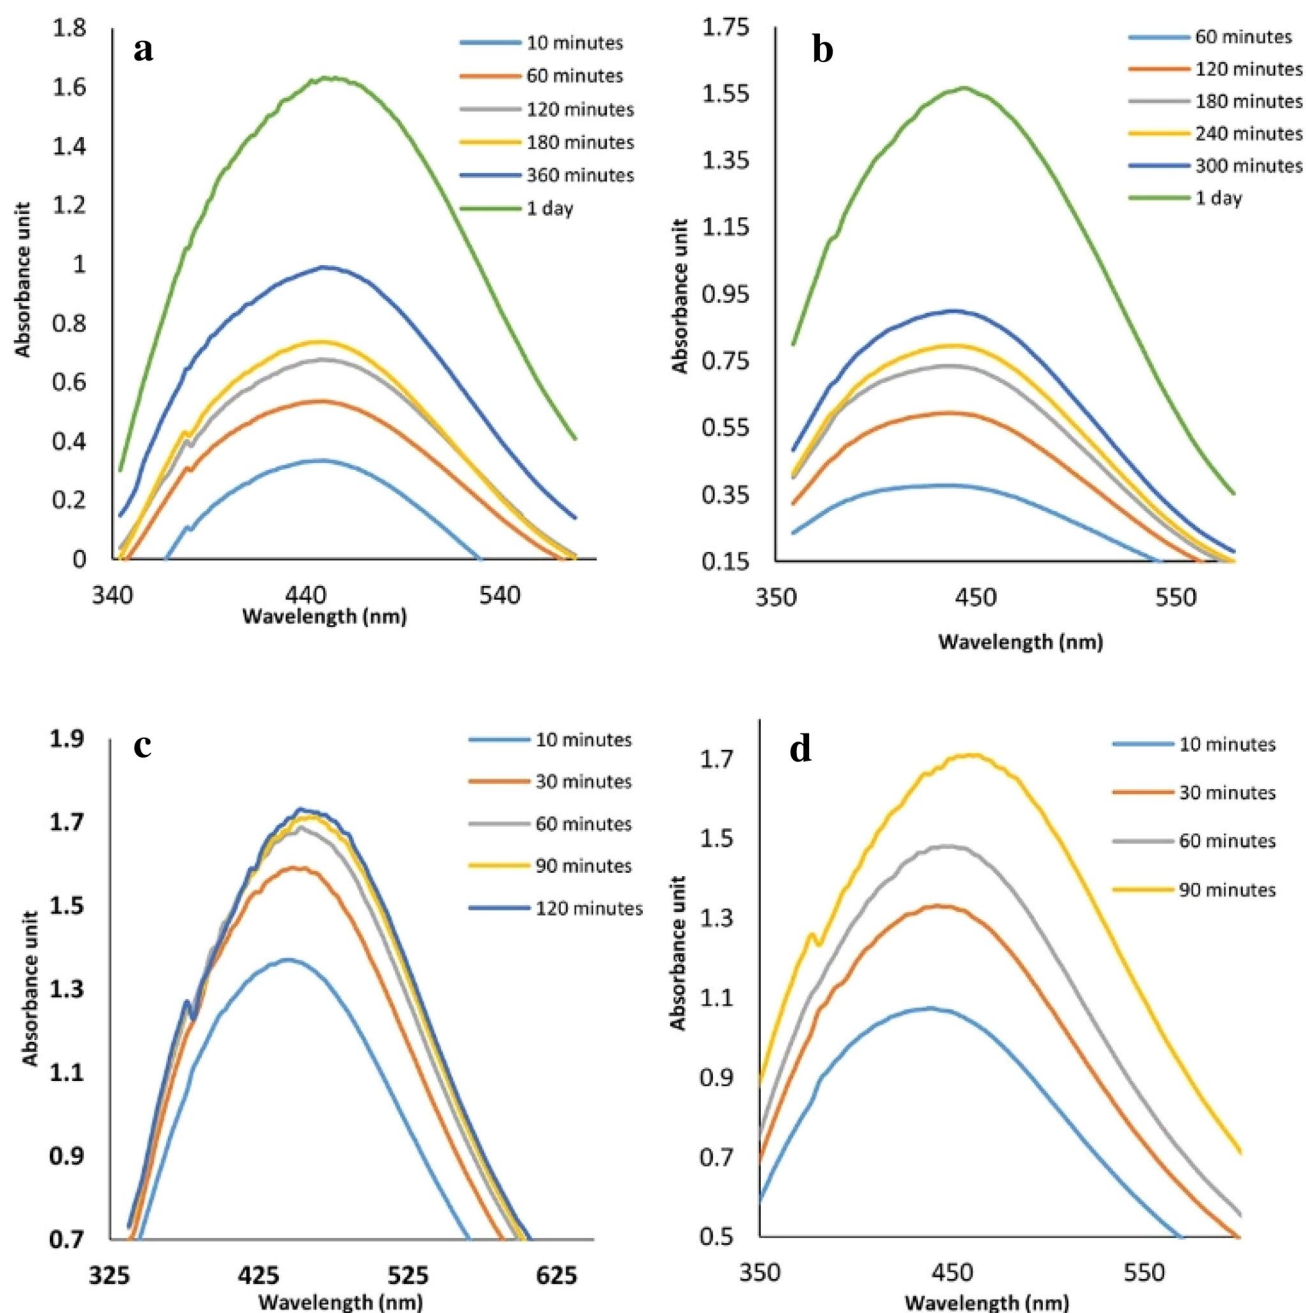 a
1.8
1.6
1.4
1.2
1
0.8
0.6
0.4
0.2
0
340
440
540
Absorbance unit
Wavelength (nm)
10 minutes
60 minutes
120 minutes
180 minutes
360 minutes
1 day
b
1.75
1.55
1.35
1.15
0.95
0.75
0.55
0.35
0.15
350
450
550
Absorbance unit
Wavelength (nm)
60 minutes
120 minutes
180 minutes
240 minutes
300 minutes
1 day
c
1.9
1.7
1.5
1.3
1.1
0.9
0.7
325
425
525
625
Absorbance unit
Wavelength (nm)
10 minutes
30 minutes
60 minutes
90 minutes
120 minutes
d
1.7
1.5
1.3
1.1
0.9
0.7
0.5
350
450
550
Absorbance unit
Wavelength (nm)
10 minutes
30 minutes
60 minutes
90 minutes